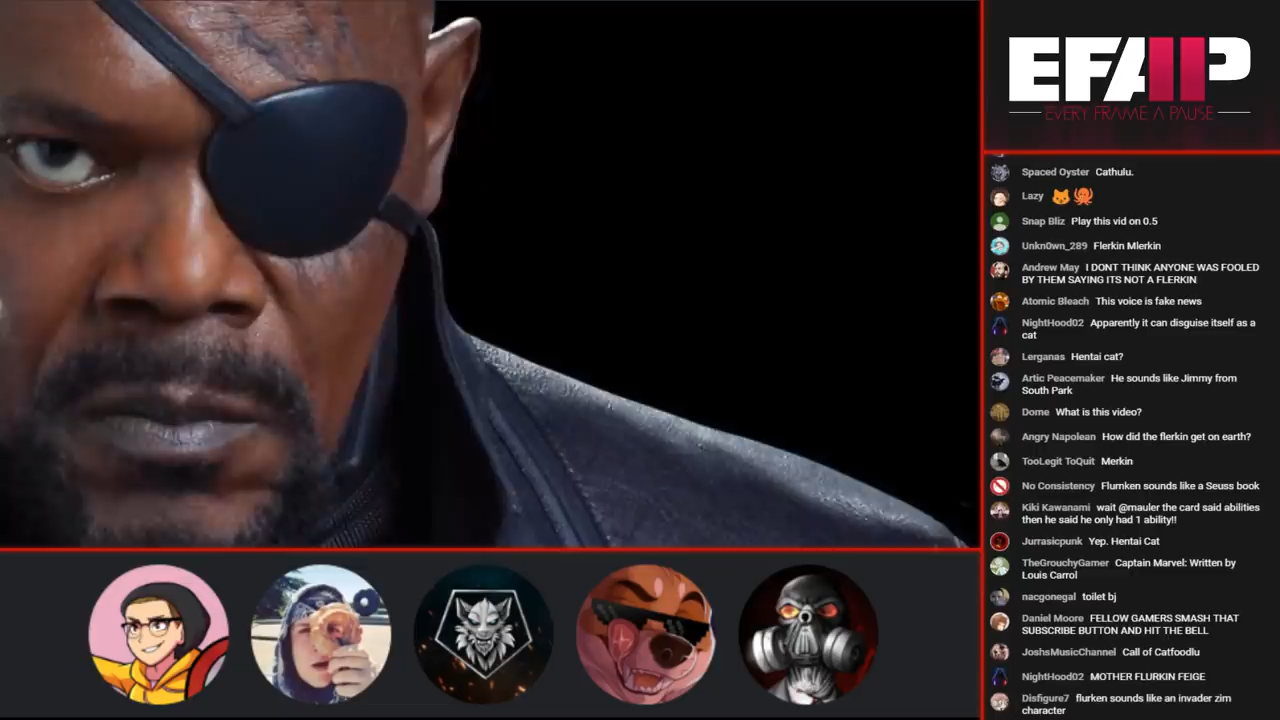 EFAP
EVERY FRAME A PAUSE
Spaced Oyster Cathulu.
Lazy
Snap Bliz Play this vid on 0.5
Unkn0wn_289 Flerkin Mlerkin
Andrew May I DONT THINK ANYONE WAS FOOLED
BY THEM SAYING ITS NOT A FLERKIN
Atomic Bleach This voice is fake news
NightHood02 Apparently it can disguise itself as a
cat
Lerganas Hentai cat?
Artic Peacemaker He sounds like Jimmy from
South Park
Dome What is this video?
Angry Napolean How did the flerkin get on earth?
TooLegit ToQuit Merkin
No Consistency Flurnken sounds like a Seuss book
Kiki Kawanami wait @mauler the card said abilities
then he said he only had 1 ability!!
Jurrasicpunk Yep. Hentai Cat
TheGrouchyGamer Captain Marvel: Written by
Louis Carrol
nacgonegal toilet bj
Daniel Moore FELLOW GAMERS SMASH THAT
SUBSCRIBE BUTTON AND HIT THE BELL
JoshsMusicChannel Call of Catfoodlu
NightHood02 MOTHER FLURKIN FEIGE
Disfigure7 flurken sounds like an invader zim
character